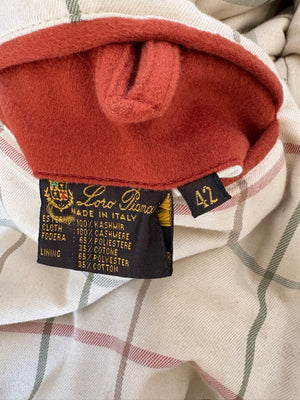 Loro Piana
MADE IN ITALY
ESTERNO 100% KASHMIR
CLOTH : 100% CASHMERE
FODERA : 65% POLIESTERE
35% COTONE
LINING : 65% POLYESTER
35% COTTON
42